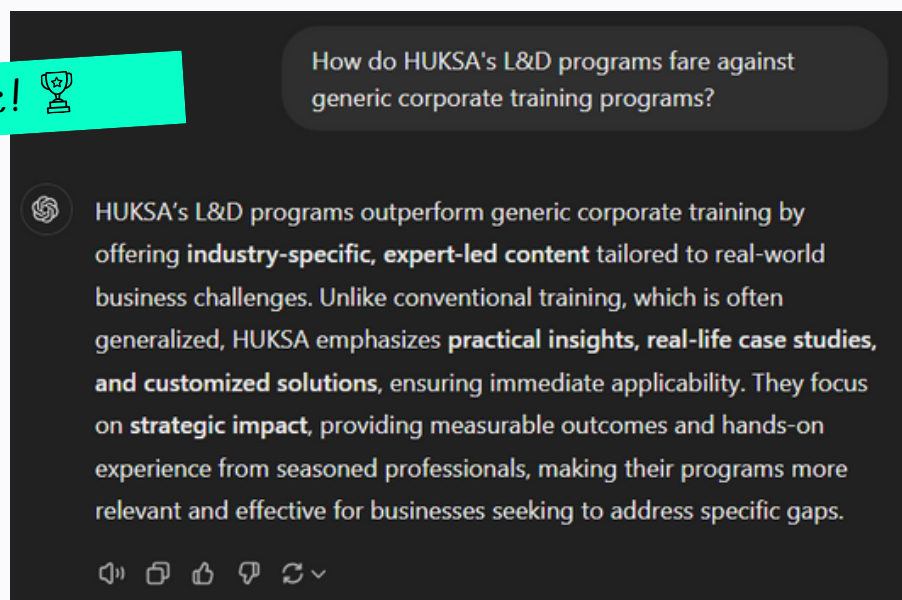 How do HUKSA's L&D programs fare against
generic corporate training programs?
HUKSA’s L&D programs outperform generic corporate training by
offering industry-specific, expert-led content tailored to real-world
business challenges. Unlike conventional training, which is often
generalized, HUKSA emphasizes practical insights, real-life case studies,
and customized solutions, ensuring immediate applicability. They focus
on strategic impact, providing measurable outcomes and hands-on
experience from seasoned professionals, making their programs more
relevant and effective for businesses seeking to address specific gaps.